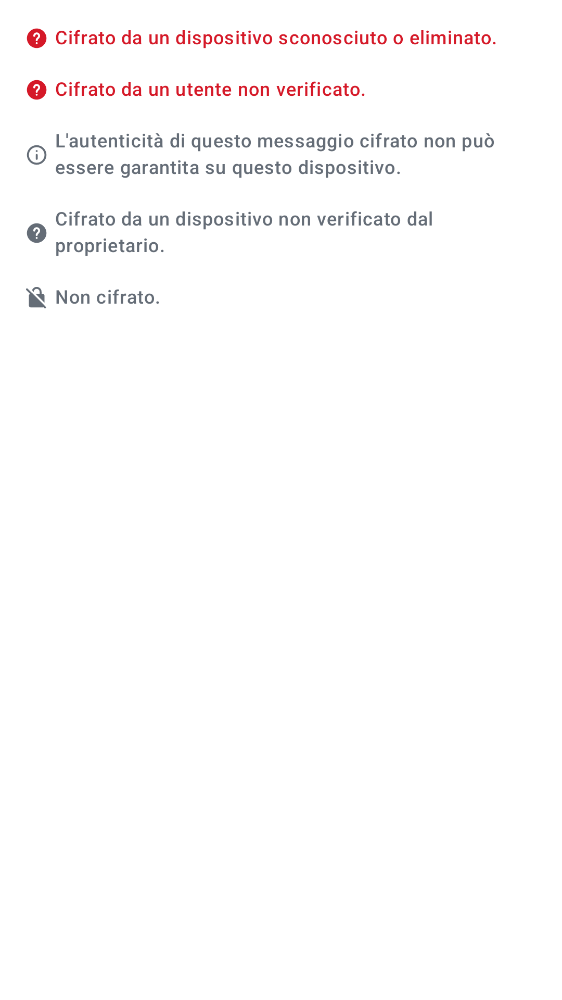 Cifrato da un dispositivo sconosciuto o eliminato.
Cifrato da un utente non verificato.
L'autenticità di questo messaggio cifrato non può
essere garantita su questo dispositivo.
Cifrato da un dispositivo non verificato dal
proprietario.
Non cifrato.